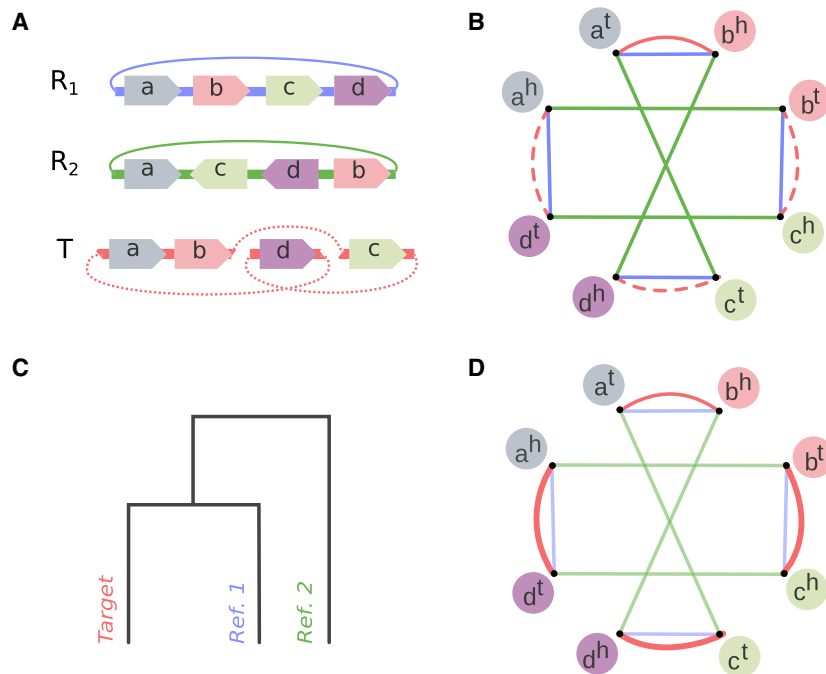 A
R₁
a b c d
R₂
a c d b
T
a b d c
B
aᵗ bʰ
aʰ bᵗ
dᵗ cʰ
dʰ cᵗ
C
Target
Ref. 1
Ref. 2
D
aᵗ bʰ
aʰ bᵗ
dᵗ cʰ
dʰ cᵗ